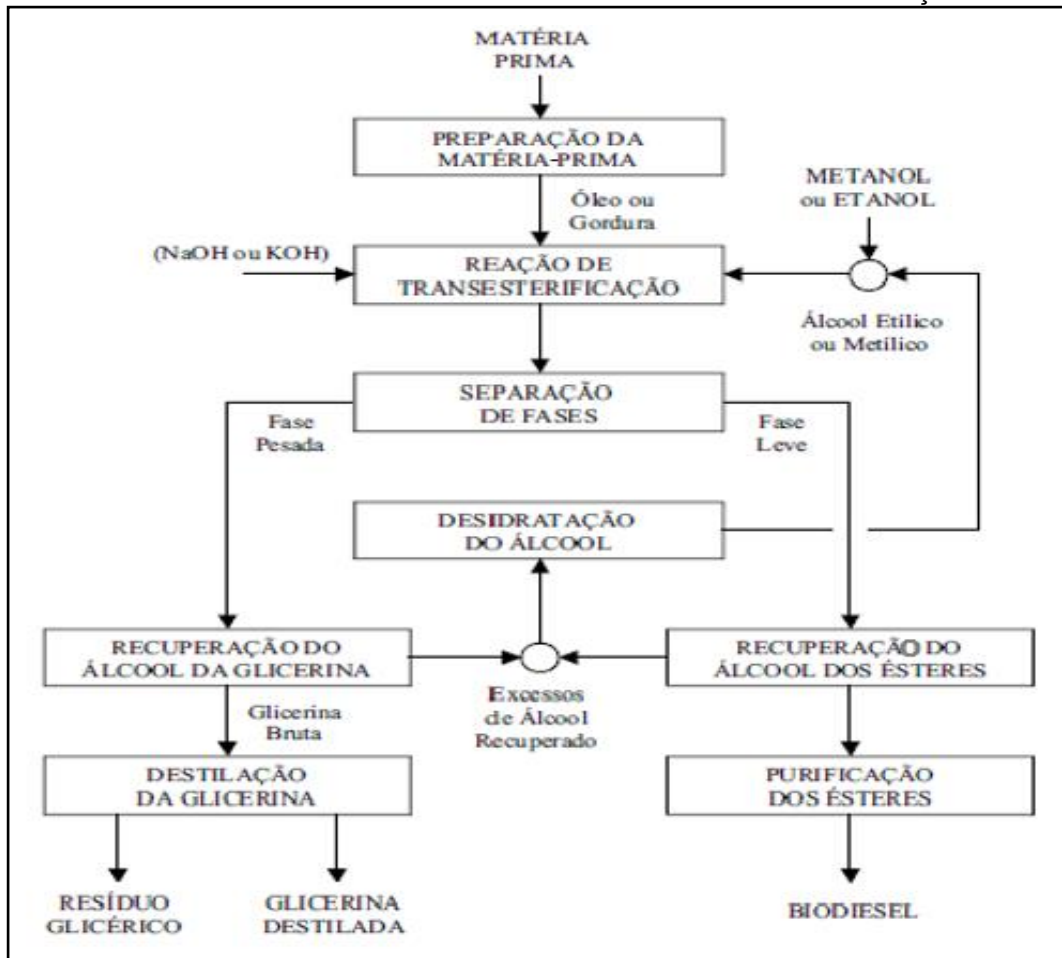 MATÉRIA
PRIMA
PREPARAÇÃO DA
MATÉRIA-PRIMA
Óleo ou
Gordura
METANOL
ou ETANOL
(NaOH ou KOH)
REAÇÃO DE
TRANSESTERIFICAÇÃO
Álcool Etílico
ou Metílico
SEPARAÇÃO
DE FASES
Fase
Pesada
Fase
Leve
DESIDRATAÇÃO
DO ÁLCOOL
RECUPERAÇÃO DO
ÁLCOOL DA GLICERINA
RECUPERAÇÃO DO
ÁLCOOL DOS ÉSTERES
Glicerina
Bruta
Excessos
de Álcool
Recuperado
DESTILAÇÃO
DA GLICERINA
PURIFICAÇÃO
DOS ÉSTERES
RESÍDUO
GLICÉRICO
GLICERINA
DESTILADA
BIODIESEL